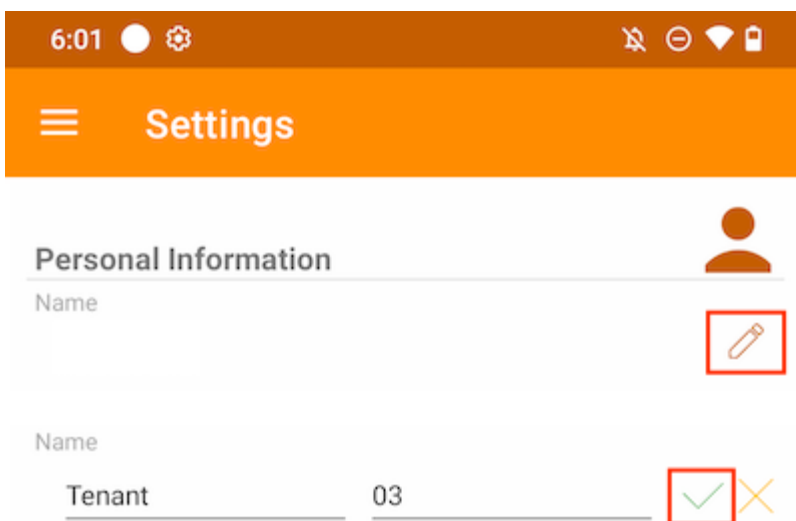 6:01
Settings
Personal Information
Name
Name
Tenant 03